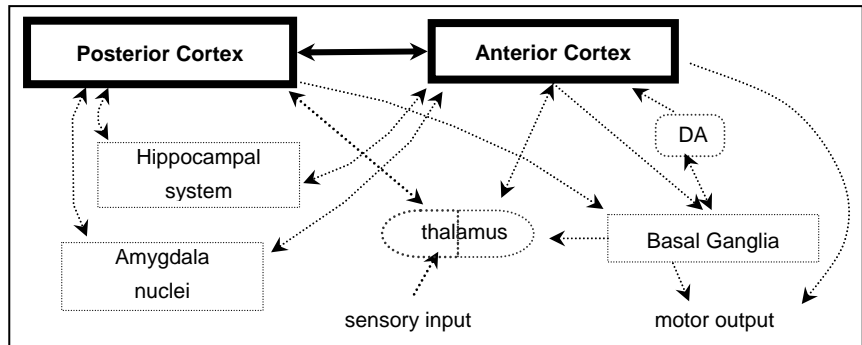 Posterior Cortex
Anterior Cortex
DA
Hippocampal
system
thalamus
Basal Ganglia
Amygdala
nuclei
sensory input
motor output